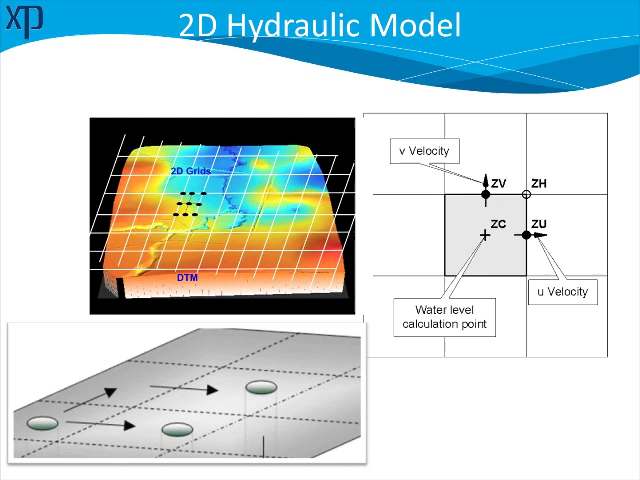 XP
2D Hydraulic Model
2D Grids
DTM
v Velocity
ZV
ZH
ZC
ZU
u Velocity
Water level
calculation point